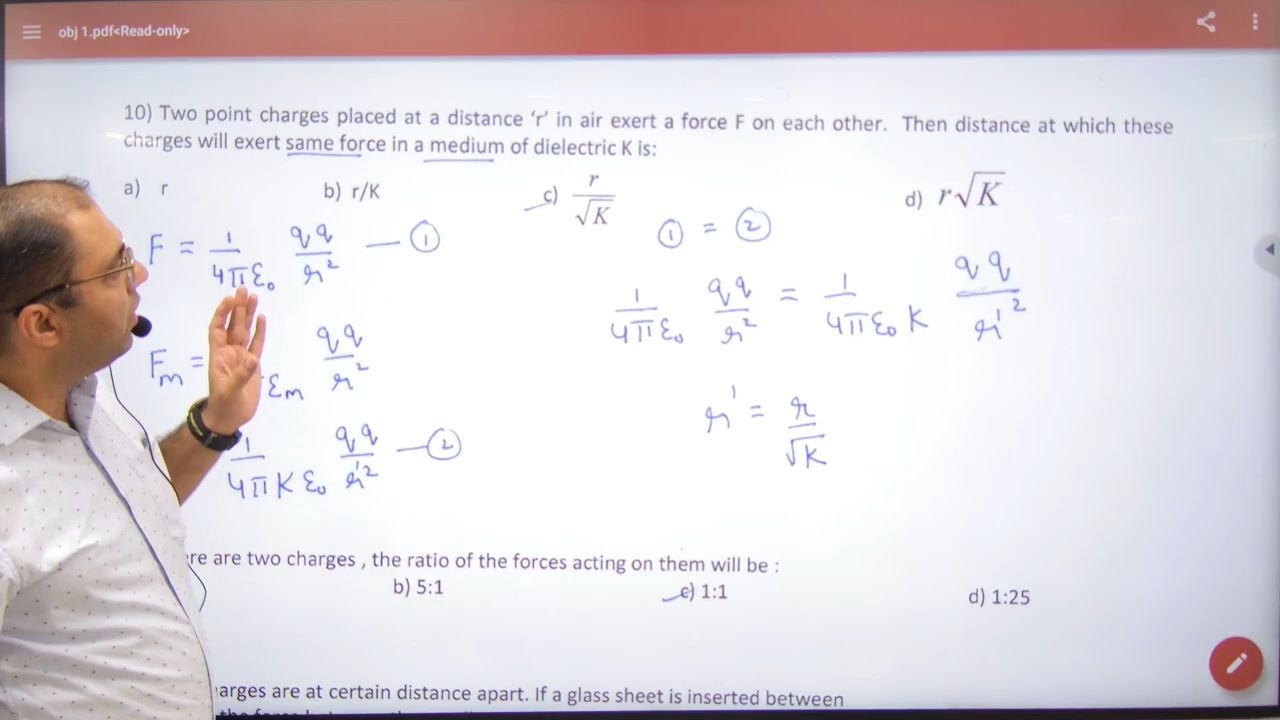 obj 1.pdf<Read-only>
10) Two point charges placed at a distance ‘r’ in air exert a force F on each other. Then distance at which these
charges will exert same force in a medium of dielectric K is:
a) r b) r/K c) r/√K d) r√K
F = 1/4πε₀ qq/r² — ①
① = ②
1/4πε₀ qq/r² = 1/4πε₀K qq/r'²
Fm = εm qq/r²
r' = r/√K
1/4πKε₀ qq/r'² — ②
re are two charges , the ratio of the forces acting on them will be :
b) 5:1 c) 1:1 d) 1:25
arges are at certain distance apart. If a glass sheet is inserted between